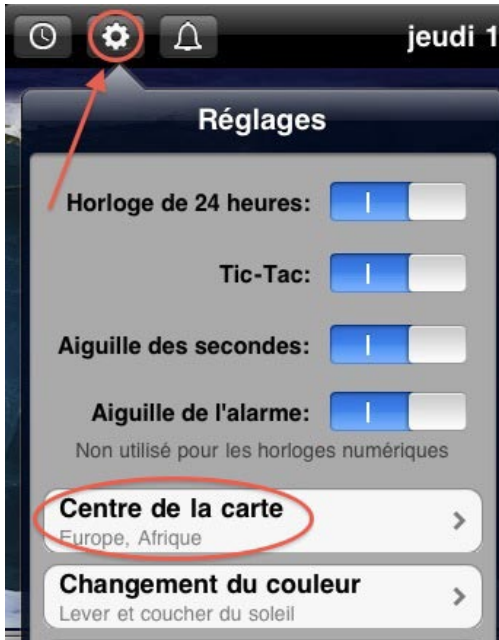 jeudi 1
Réglages
Horloge de 24 heures:
Tic-Tac:
Aiguille des secondes:
Aiguille de l'alarme:
Non utilisé pour les horloges numériques
Centre de la carte
Europe, Afrique
Changement du couleur
Lever et coucher du soleil